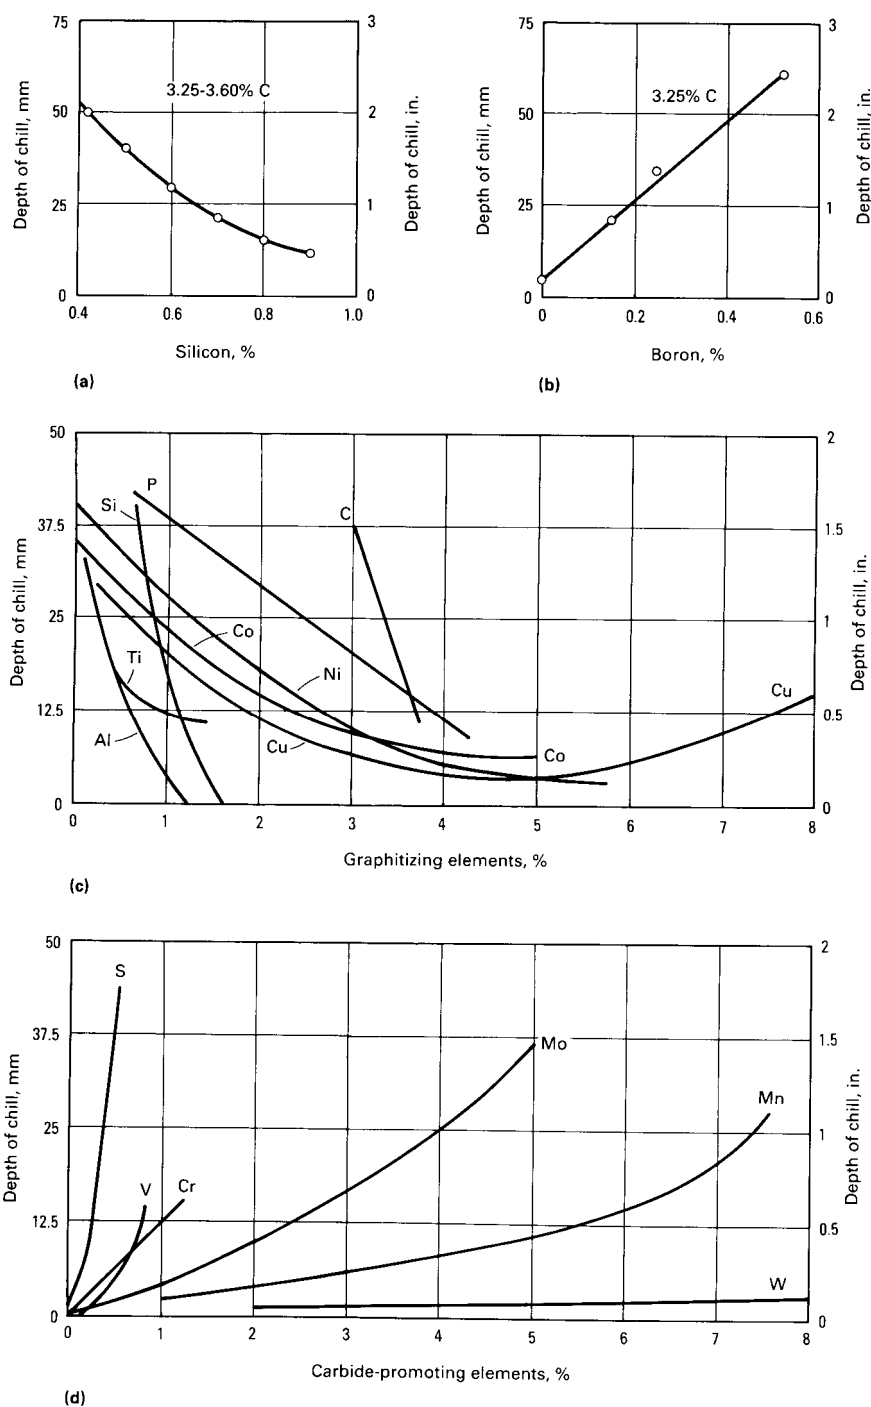 75
50
25
0
Depth of chill, mm
3.25-3.60% C
3
2
1
0
Depth of chill, in.
0.4 0.6 0.8 1.0
Silicon, %
(a)
75
50
25
0
Depth of chill, mm
3.25% C
3
2
1
0
Depth of chill, in.
0 0.2 0.4 0.6
Boron, %
(b)
50
37.5
25
12.5
0
Depth of chill, mm
P
Si
C
Co
Ti
Ni
Al
Cu
Co
Cu
2
1.5
1
0.5
0
Depth of chill, in.
0 1 2 3 4 5 6 7 8
Graphitizing elements, %
(c)
50
37.5
25
12.5
0
Depth of chill, mm
S
Mo
Mn
V
Cr
W
2
1.5
1
0.5
0
Depth of chill, in.
0 1 2 3 4 5 6 7 8
Carbide-promoting elements, %
(d)